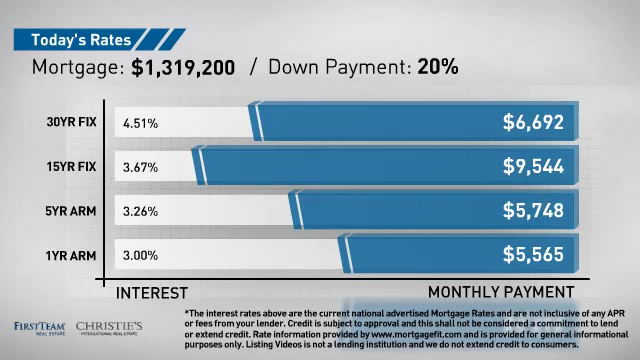 Today's Rates
Mortgage: $1,319,200 / Down Payment: 20%
30YR FIX 4.51% $6,692
15YR FIX 3.67% $9,544
5YR ARM 3.26% $5,748
1YR ARM 3.00% $5,565
INTEREST MONTHLY PAYMENT
*The interest rates above are the current national advertised Mortgage Rates and are not inclusive of any APR
or fees from your lender. Credit is subject to approval and this shall not be considered a commitment to lend
or extend credit. Rate information provided by www.mortgagefit.com and is provided for general informational
purposes only. Listing Videos is not a lending institution and we do not extend credit to consumers.
FIRSTTEAM CHRISTIE'S
REAL ESTATE INTERNATIONAL REAL ESTATE